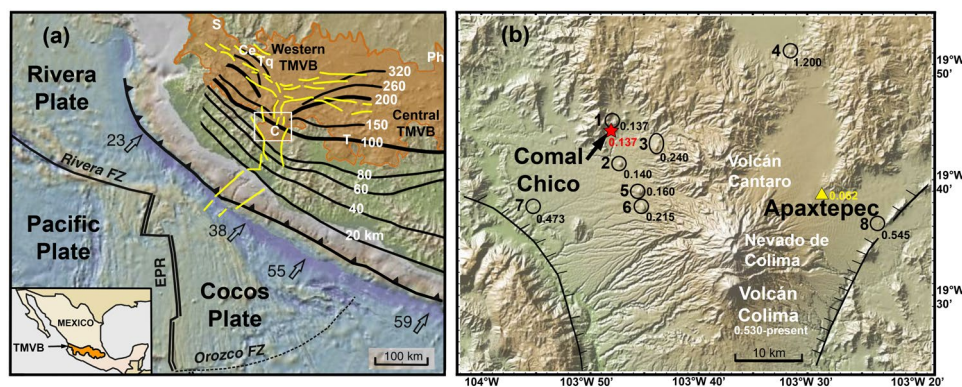 (a)
S
Ce
Tq
Western
TMVB
Ph
Rivera
Plate
320
260
200
Central
TMVB
150
C
T
100
23
80
60
40
20 km
Rivera FZ
Pacific
Plate
38
EPR
55
Cocos
Plate
59
Orozco FZ
MEXICO
TMVB
100 km
(b)
4
1.200
19°W
50'
1
0.137
0.137
3
0.240
Comal
Chico
2
0.140
Volcán
Cantaro
5
0.160
0.062
19°W
40'
6
0.215
7
0.473
Apaxtepec
8
0.545
Nevado de
Colima
Volcán
Colima
0.530-present
19°W
30'
10 km
104°W
103°W 50'
103°W 40'
103°W 30'
103°W 20'